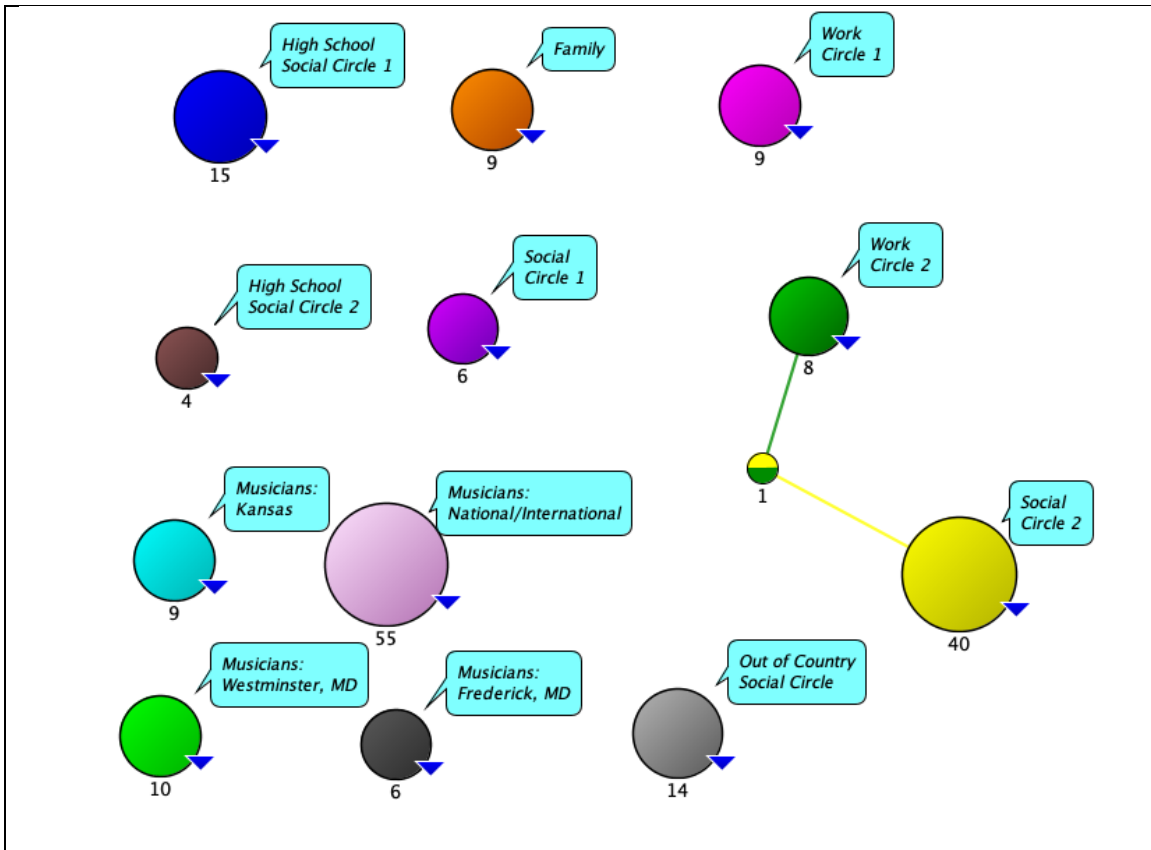 High School
Social Circle 1
15
Family
9
Work
Circle 1
9
High School
Social Circle 2
4
Social
Circle 1
6
Work
Circle 2
8
1
Musicians:
Kansas
9
Musicians:
National/International
55
Social
Circle 2
40
Musicians:
Westminster, MD
10
Musicians:
Frederick, MD
6
Out of Country
Social Circle
14